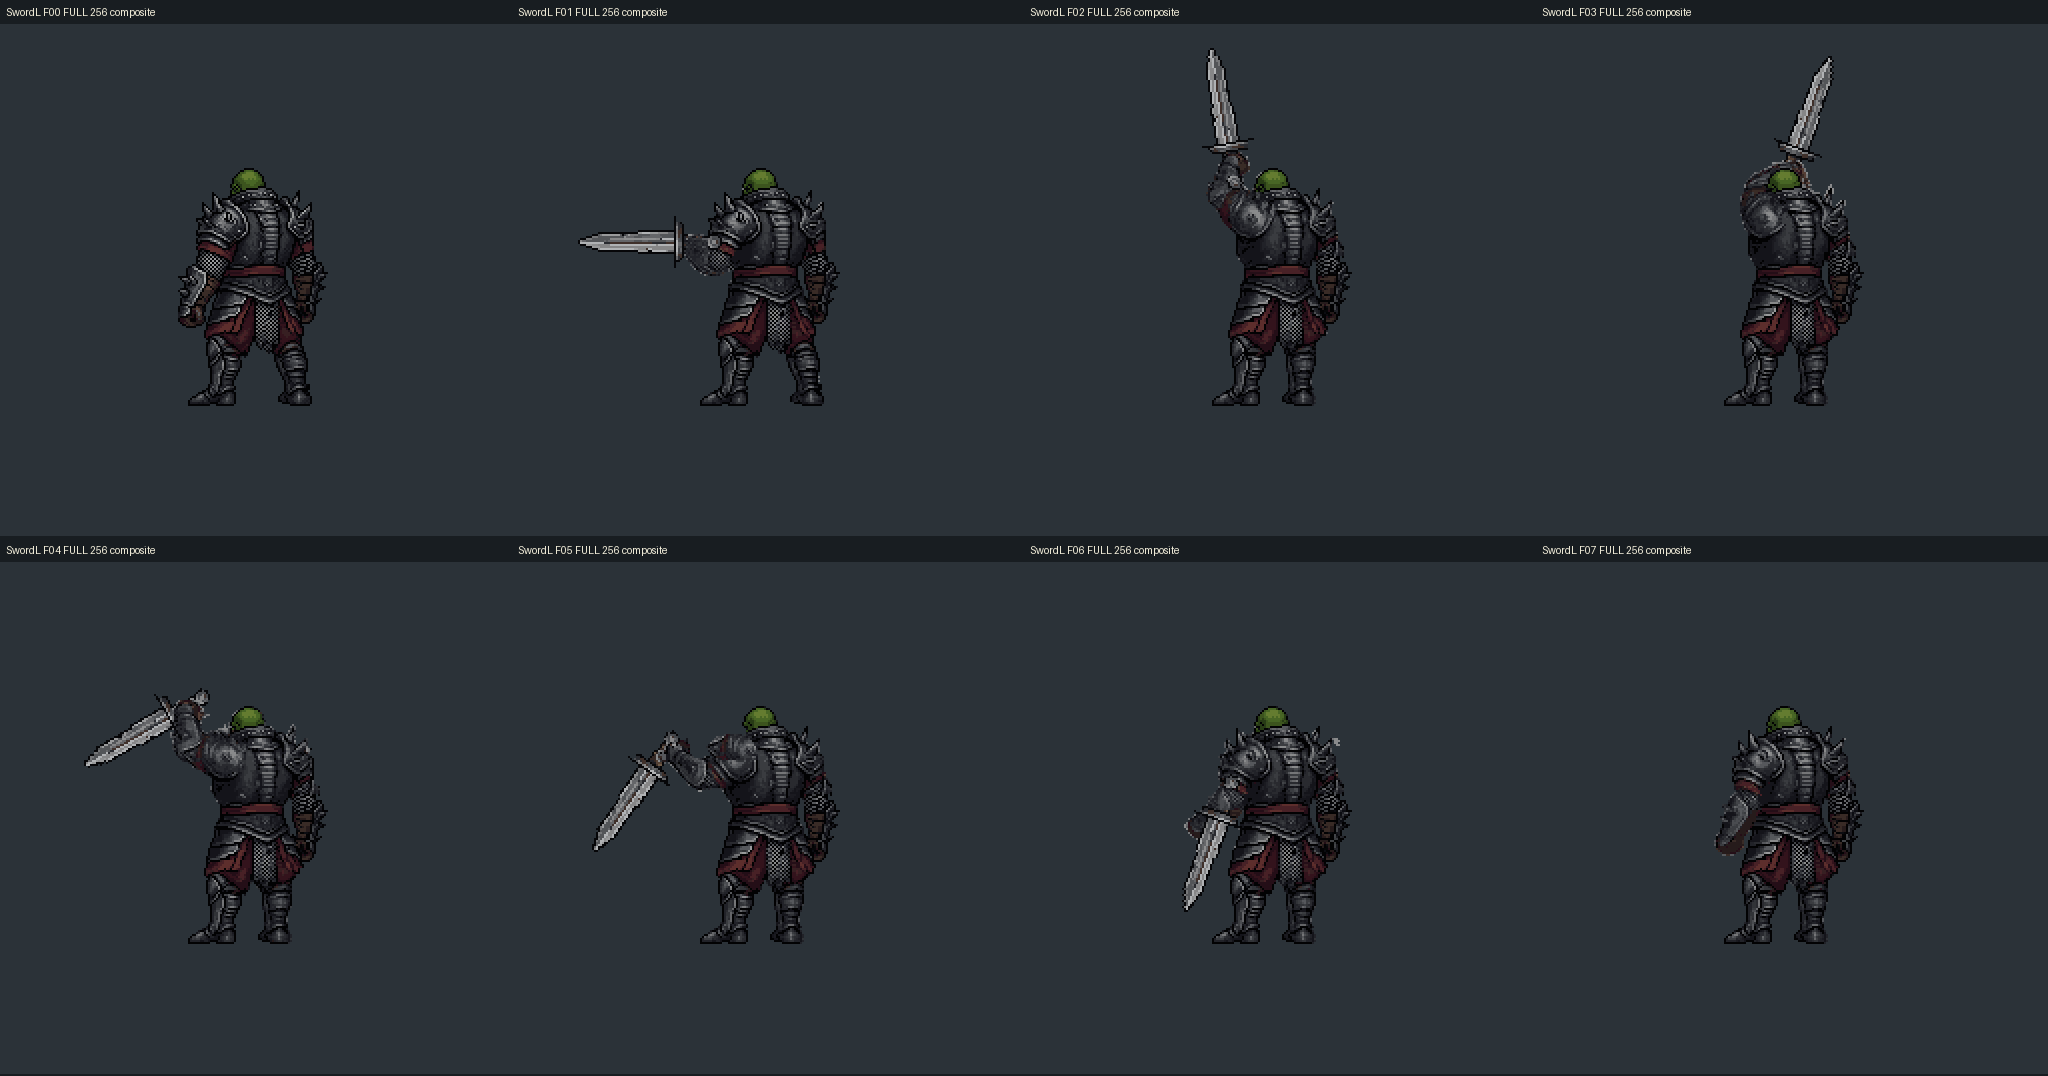 SwordL F00 FULL 256 composite
SwordL F01 FULL 256 composite
SwordL F02 FULL 256 composite
SwordL F03 FULL 256 composite
SwordL F04 FULL 256 composite
SwordL F05 FULL 256 composite
SwordL F06 FULL 256 composite
SwordL F07 FULL 256 composite